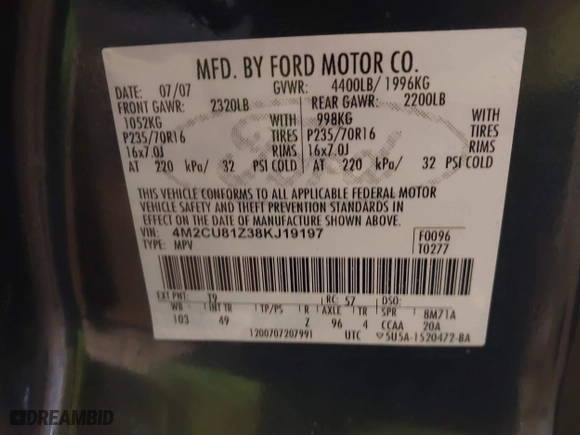 MFD. BY FORD MOTOR CO.
DATE: 07/07 GVWR: 4400LB/ 1996KG
FRONT GAWR: 2320LB REAR GAWR: 2200LB
1052KG 998KG
P235/70R16 TIRES P235/70R16 TIRES
16x7.0J RIMS 16x7.0J RIMS
AT 220 kPa/ 32 PSI COLD AT 220 kPa/ 32 PSI COLD
THIS VEHICLE CONFORMS TO ALL APPLICABLE FEDERAL MOTOR
VEHICLE SAFETY AND THEFT PREVENTION STANDARDS IN
EFFECT ON THE DATE OF MANUFACTURE SHOWN ABOVE.
VIN: 4M2CU81Z38KJ19197 F0096
TYPE: MPV T0277
EXT PNT: T9 RC: 57 DSO:
WB INT TR TP/PS R AXLE TR SPR 8M71A
103 49 Z 96 4 CCAA 20A
1200707207991 UTC ▽5U5A-1520472-BA
DREAMBID